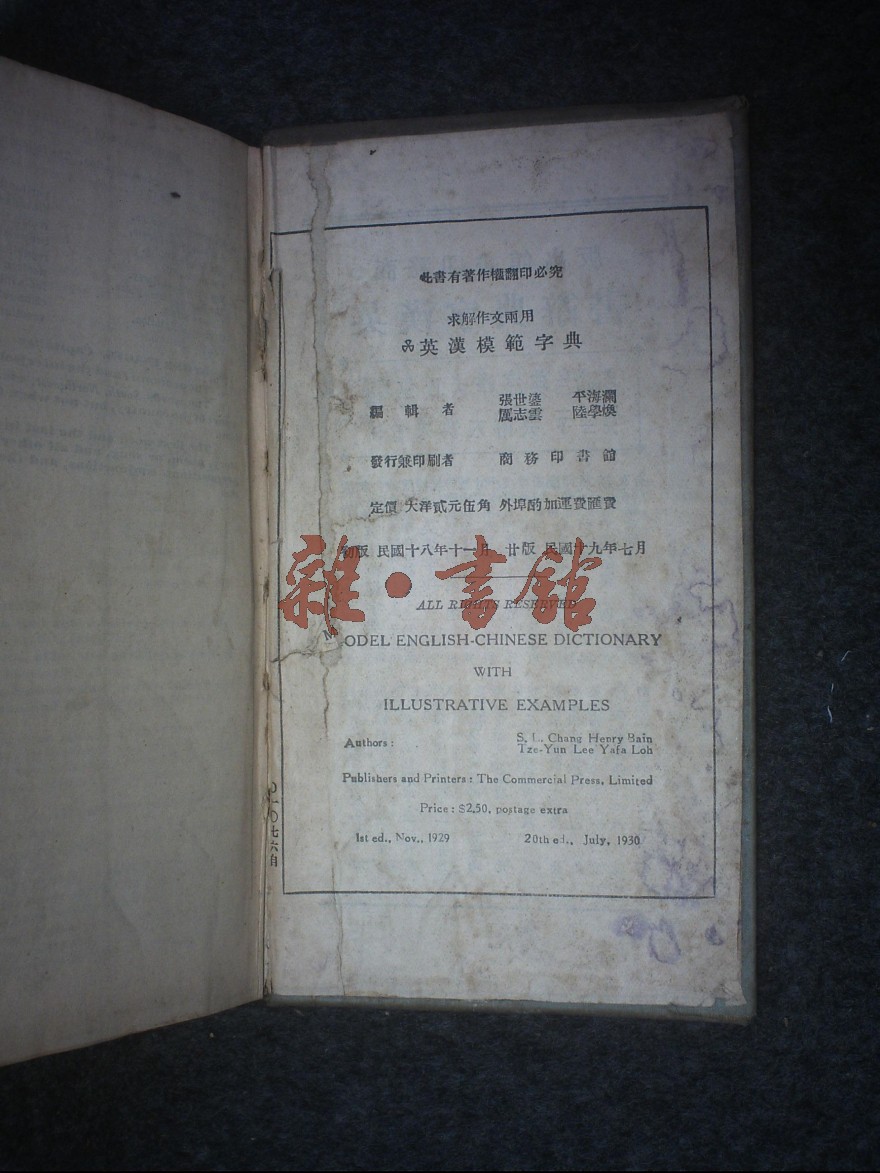 此書有著作權翻印必究
求解作文兩用
英漢模範字典
編輯者 張世鎏 平海瀾
厲志雲 陸學煥
發行兼印刷者 商務印書館
定價 大洋貳元伍角 外埠酌加運費匯費
初版 民國十八年十一月 廿版 民國十九年七月
雜·書館
ALL RIGHTS RESERVED
MODEL ENGLISH-CHINESE DICTIONARY
WITH
ILLUSTRATIVE EXAMPLES
Authors: S. L. Chang Henry Bain
Tze-Yun Lee Yafa Loh
Publishers and Printers: The Commercial Press, Limited
Price: $2.50, postage extra
1st ed., Nov., 1929 20th ed., July, 1930
〇一〇七六自